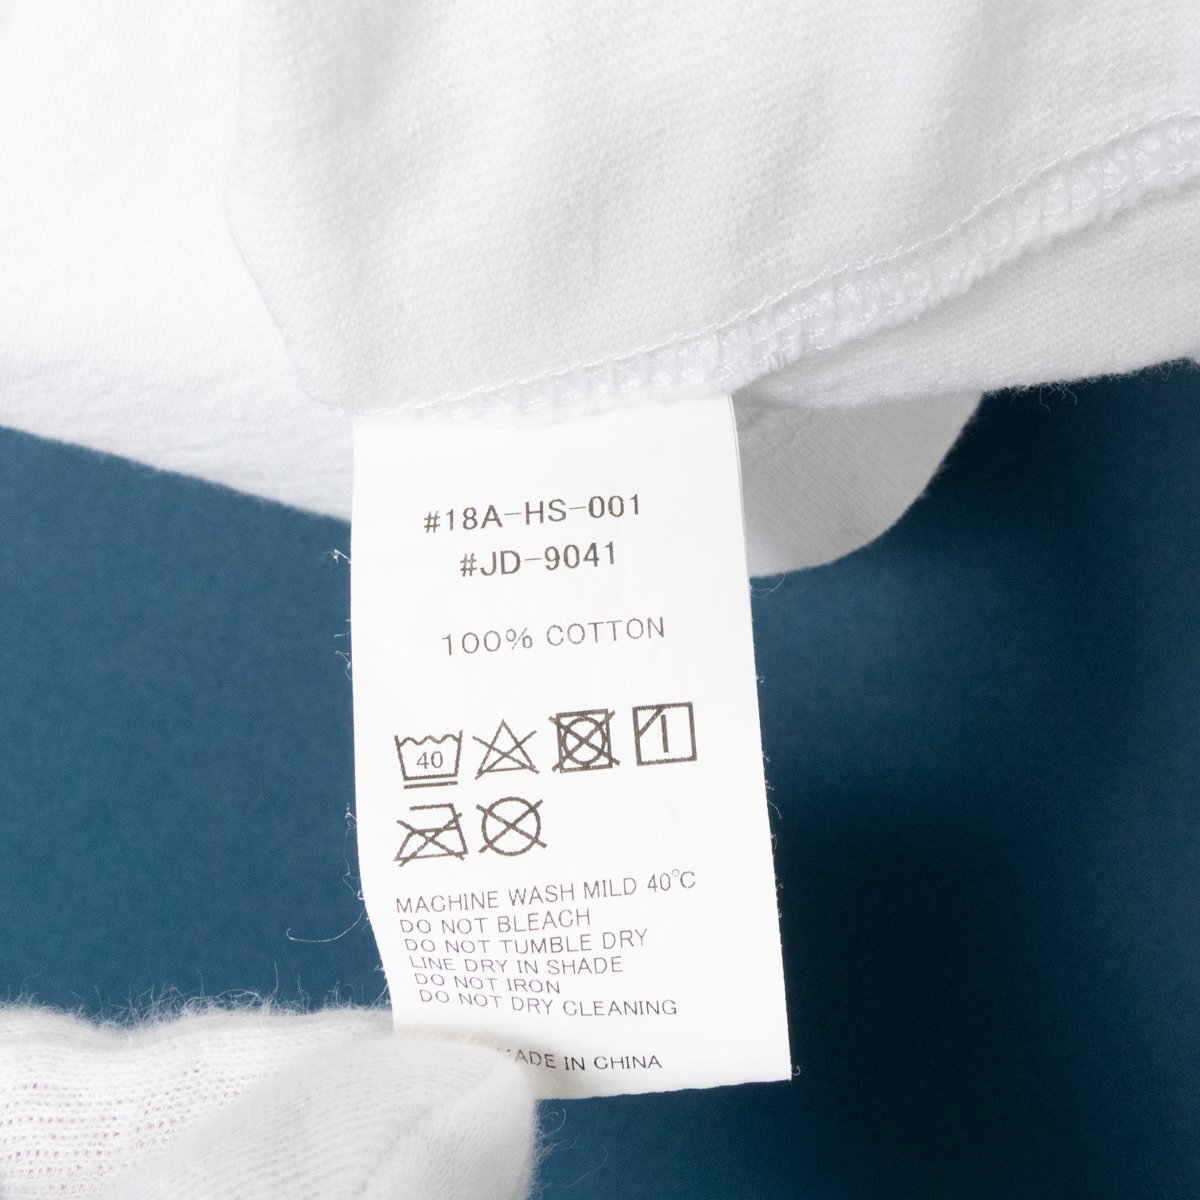 #18A-HS-001
#JD-9041
100% COTTON
40
MACHINE WASH MILD 40°C
DO NOT BLEACH
DO NOT TUMBLE DRY
LINE DRY IN SHADE
DO NOT IRON
DO NOT DRY CLEANING
MADE IN CHINA